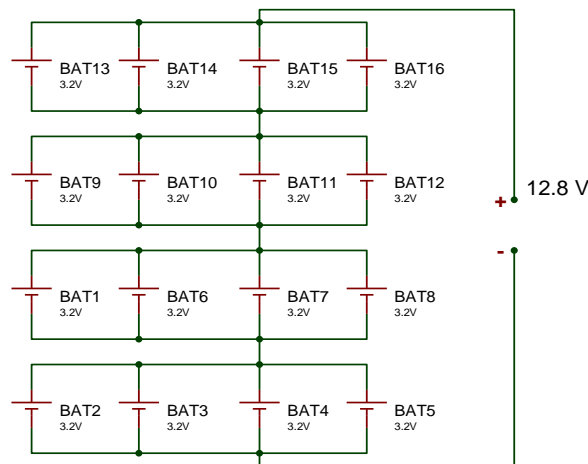 BAT13 BAT14 BAT15 BAT16
3.2V 3.2V 3.2V 3.2V
BAT9 BAT10 BAT11 BAT12
3.2V 3.2V 3.2V 3.2V
12.8 V
+
-
BAT1 BAT6 BAT7 BAT8
3.2V 3.2V 3.2V 3.2V
BAT2 BAT3 BAT4 BAT5
3.2V 3.2V 3.2V 3.2V